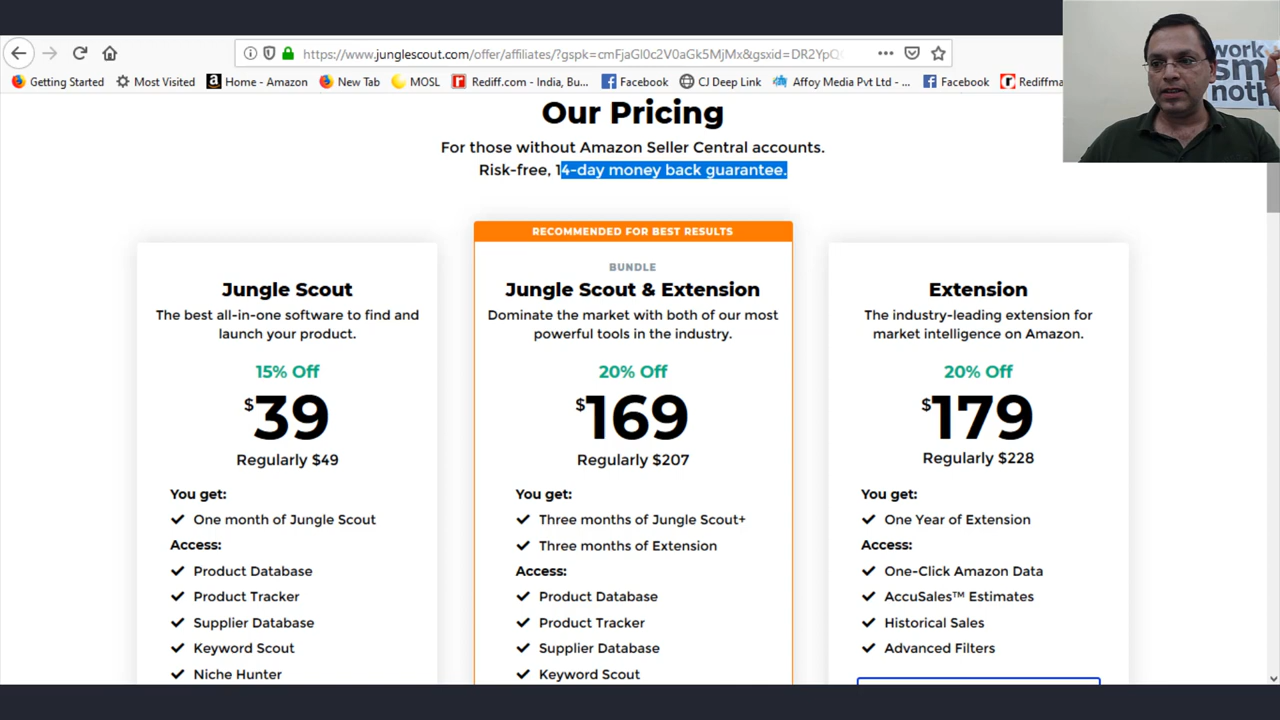 https://www.junglescout.com/offer/affiliates/?gspk=cmFjaGl0c2V0aGk5MjMx&gsxid=DR2YpQ
Getting Started
Most Visited
Home - Amazon
New Tab
MOSL
Rediff.com - India, Bu...
Facebook
CJ Deep Link
Affoy Media Pvt Ltd - ...
Facebook
Rediffma
work
sm
noth
Our Pricing
For those without Amazon Seller Central accounts.
Risk-free, 14-day money back guarantee.
Jungle Scout
The best all-in-one software to find and
launch your product.
15% Off
$39
Regularly $49
You get:
One month of Jungle Scout
Access:
Product Database
Product Tracker
Supplier Database
Keyword Scout
Niche Hunter
RECOMMENDED FOR BEST RESULTS
BUNDLE
Jungle Scout & Extension
Dominate the market with both of our most
powerful tools in the industry.
20% Off
$169
Regularly $207
You get:
Three months of Jungle Scout+
Three months of Extension
Access:
Product Database
Product Tracker
Supplier Database
Keyword Scout
Extension
The industry-leading extension for
market intelligence on Amazon.
20% Off
$179
Regularly $228
You get:
One Year of Extension
Access:
One-Click Amazon Data
AccuSales™ Estimates
Historical Sales
Advanced Filters